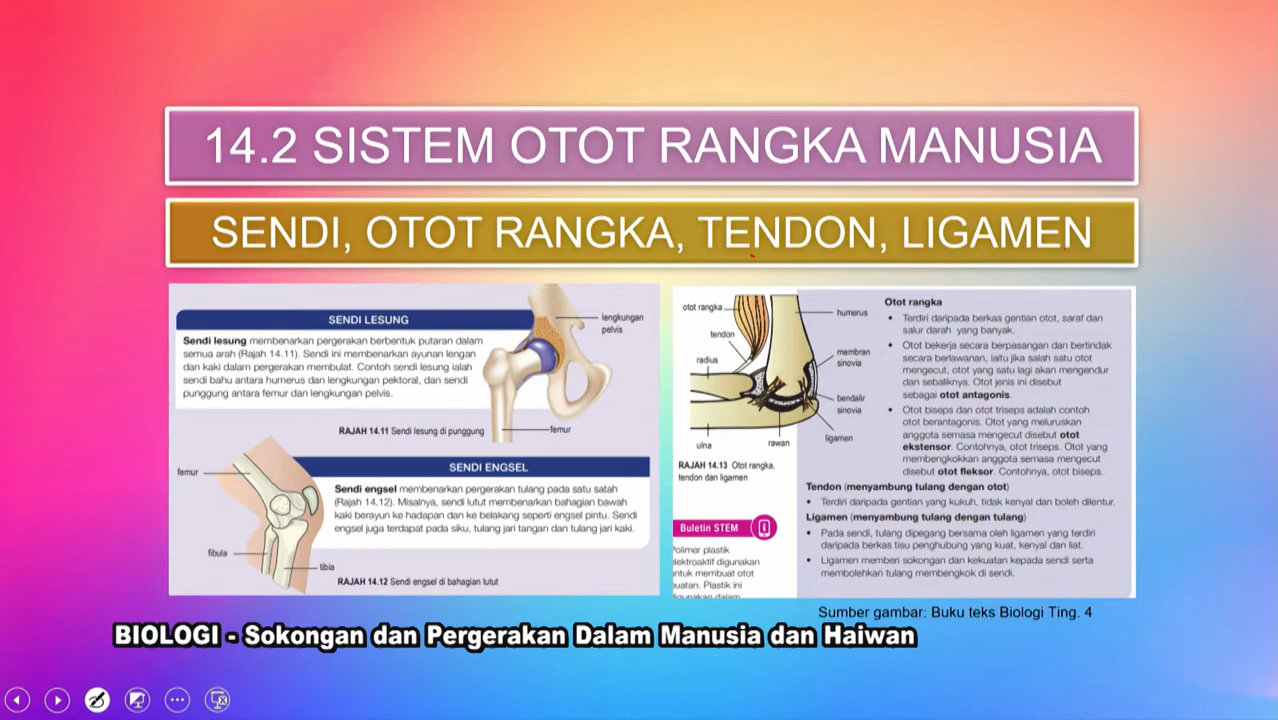 14.2 SISTEM OTOT RANGKA MANUSIA
SENDI, OTOT RANGKA, TENDON, LIGAMEN
SENDI LESUNG
Sendi lesung membenarkan pergerakan berbentuk putaran dalam
semua arah (Rajah 14.11). Sendi ini membenarkan ayunan lengan
dan kaki dalam pergerakan membulat. Contoh sendi lesung ialah
sendi bahu antara humerus dan lengkungan pektoral, dan sendi
punggung antara femur dan lengkungan pelvis.
lengkungan
pelvis
femur
RAJAH 14.11 Sendi lesung di punggung
SENDI ENGSEL
Sendi engsel membenarkan pergerakan tulang pada satu satah
(Rajah 14.12). Misalnya, sendi lutut membenarkan bahagian bawah
kaki berayun ke hadapan dan ke belakang seperti engsel pintu. Sendi
engsel juga terdapat pada siku, tulang jari tangan dan tulang jari kaki.
femur
fibula
tibia
RAJAH 14.12 Sendi engsel di bahagian lutut
otot rangka
tendon
radius
ulna
rawan
humerus
membran
sinovia
bendalir
sinovia
ligamen
RAJAH 14.13 Otot rangka,
tendon dan ligamen
Buletin STEM
Polimer plastik
elektroaktif digunakan
untuk membuat otot
buatan. Plastik ini
digunakan dalam
Otot rangka
• Terdiri daripada berkas gentian otot, saraf dan
salur darah yang banyak.
• Otot bekerja secara berpasangan dan bertindak
secara berlawanan, iaitu jika salah satu otot
mengecut, otot yang satu lagi akan mengendur
dan sebaliknya. Otot jenis ini disebut
sebagai otot antagonis.
• Otot biseps dan otot triseps adalah contoh
otot berantagonis. Otot yang meluruskan
anggota semasa mengecut disebut otot
ekstensor. Contohnya, otot triseps. Otot yang
membengkokkan anggota semasa mengecut
disebut otot fleksor. Contohnya, otot biseps.
Tendon (menyambung tulang dengan otot)
• Terdiri daripada gentian yang kukuh, tidak kenyal dan boleh dilentur.
Ligamen (menyambung tulang dengan tulang)
• Pada sendi, tulang dipegang bersama oleh ligamen yang terdiri
daripada berkas tisu penghubung yang kuat, kenyal dan liat.
• Ligamen memberi sokongan dan kekuatan kepada sendi serta
membolehkan tulang membengkok di sendi.
Sumber gambar: Buku teks Biologi Ting. 4
BIOLOGI - Sokongan dan Pergerakan Dalam Manusia dan Haiwan